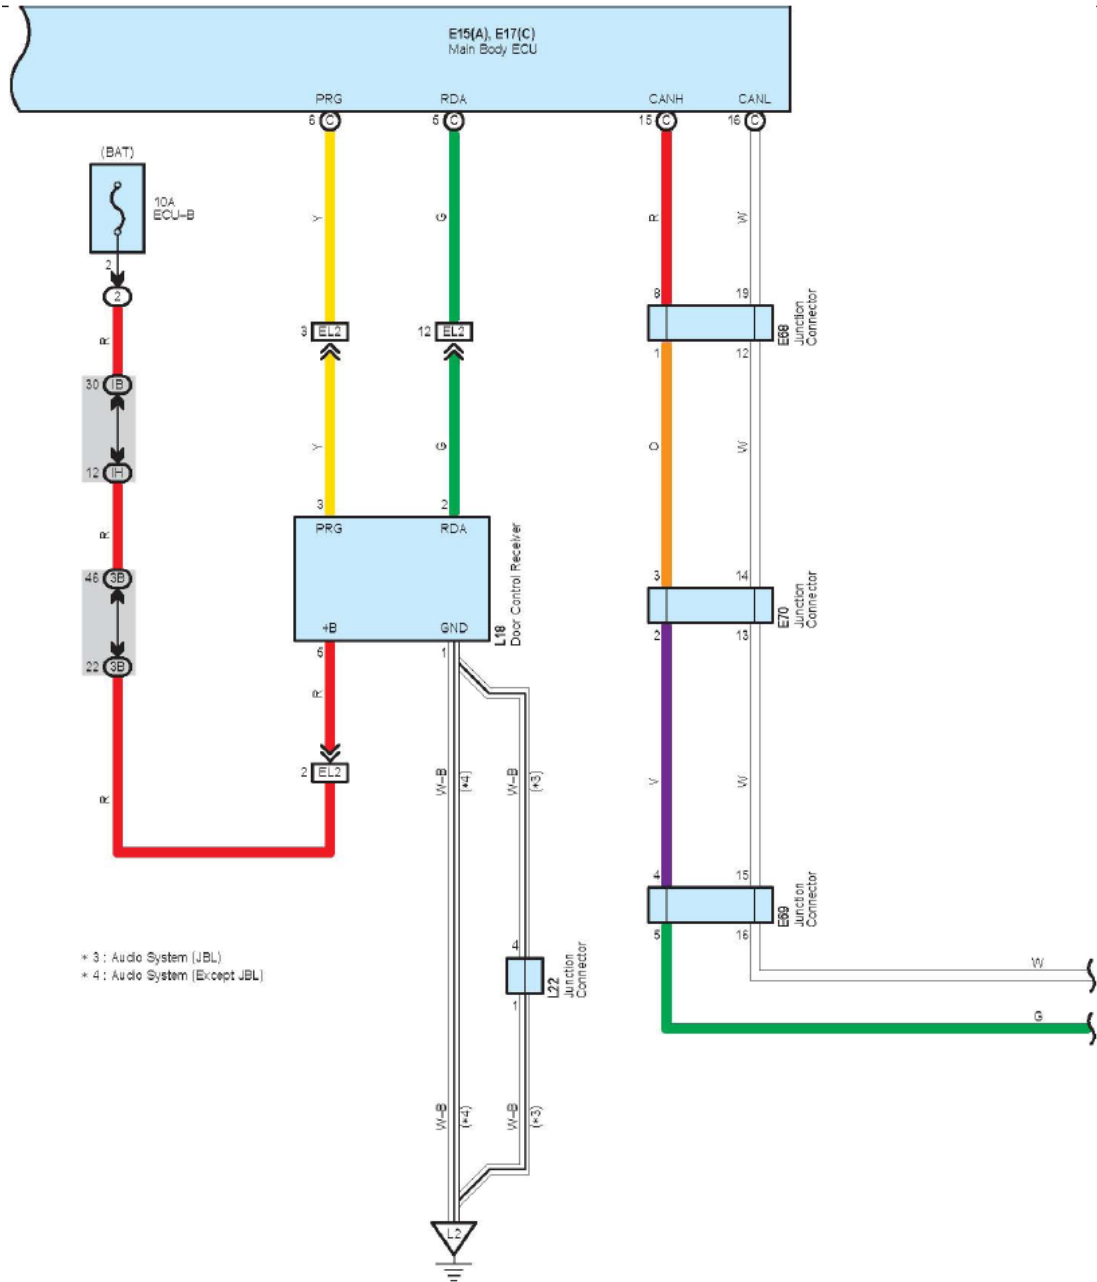 E15(A), E17(C)
Main Body ECU
PRG
RDA
CANH
CANL
6 C
5 C
15 C
16 C
(BAT)
10A
ECU-B
2
2
R
Y
G
R
W
8
19
E68
Junction
Connector
3 EL2
12 EL2
1
12
30 IB
12 IH
R
Y
G
O
W
3
2
PRG
RDA
+B
GND
L18
Door Control Receiver
46 3B
22 3B
3
14
E70
Junction
Connector
2
13
5
1
R
2 EL2
R
W-B
(*4)
W-B
(*3)
V
W
4
15
E69
Junction
Connector
5
16
* 3 : Audio System (JBL)
* 4 : Audio System (Except JBL)
4
L22
Junction
Connector
1
W
G
W-B
(*4)
W-B
(*3)
L2